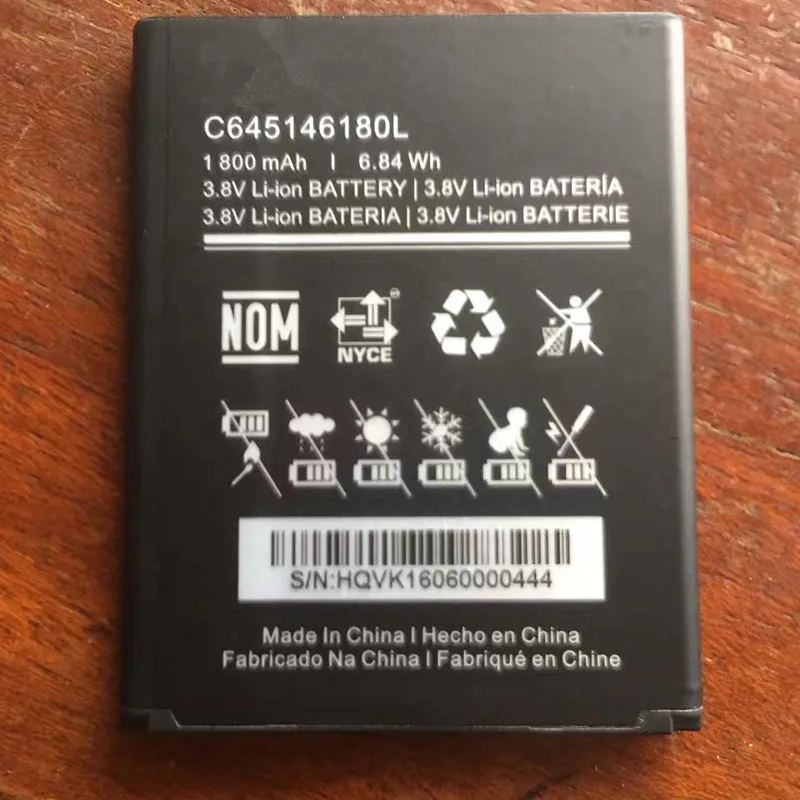 C645146180L
1800 mAh | 6.84 Wh
3.8V Li-ion BATTERY | 3.8V Li-ion BATERÍA
3.8V Li-ion BATERIA | 3.8V Li-ion BATTERIE
NOM
NYCE
S/N:HQVK16060000444
Made In China | Hecho en China
Fabricado Na China | Fabriqué en Chine